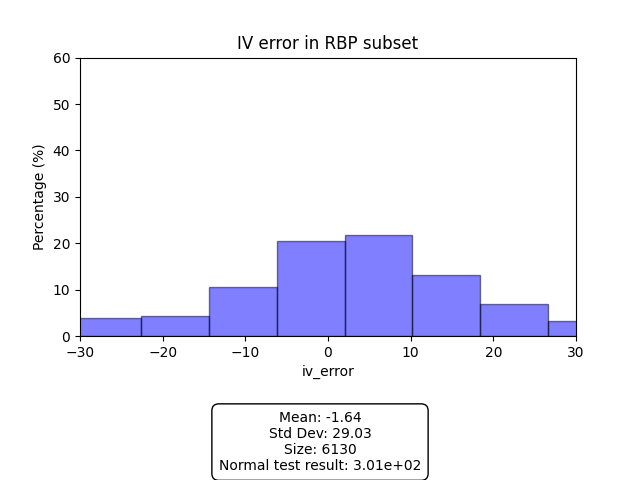 IV error in RBP subset
60
50
40
30
20
10
0
Percentage (%)
−30
−20
−10
0
10
20
30
iv_error
Mean: -1.64
Std Dev: 29.03
Size: 6130
Normal test result: 3.01e+02